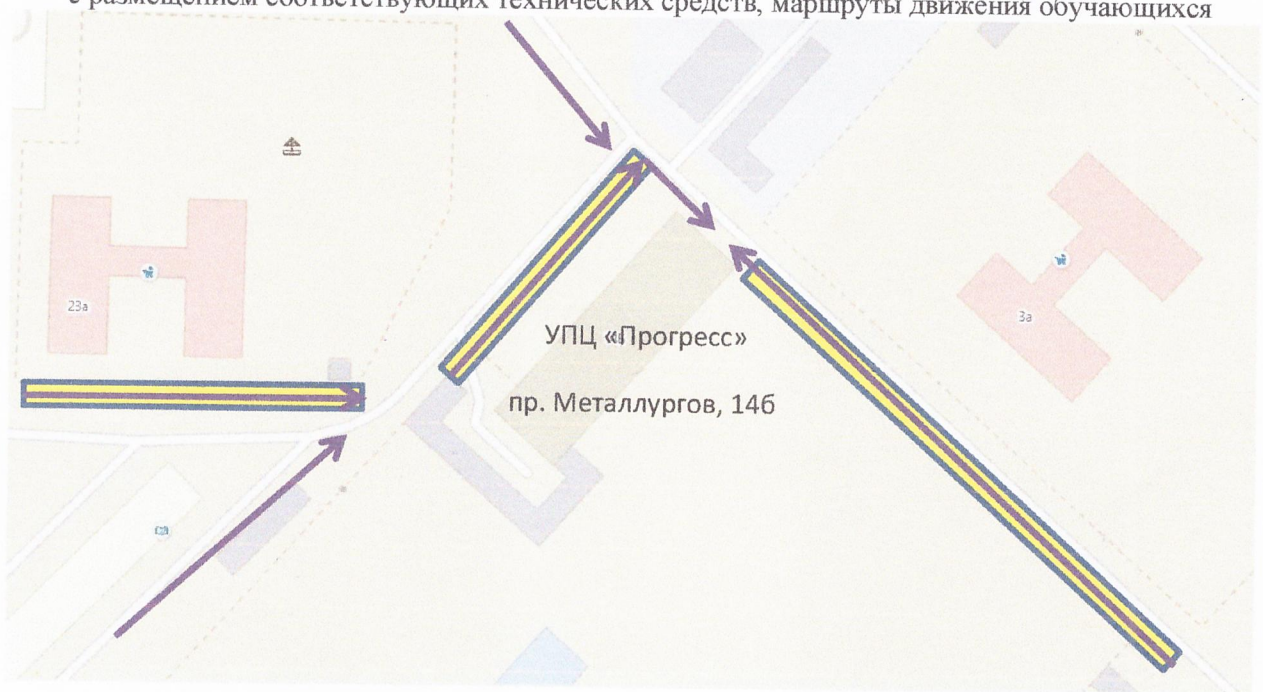 с размещением соответствующих технических средств, маршруты движения обучающихся
23а
3а
УПЦ «Прогресс»
пр. Металлургов, 14б